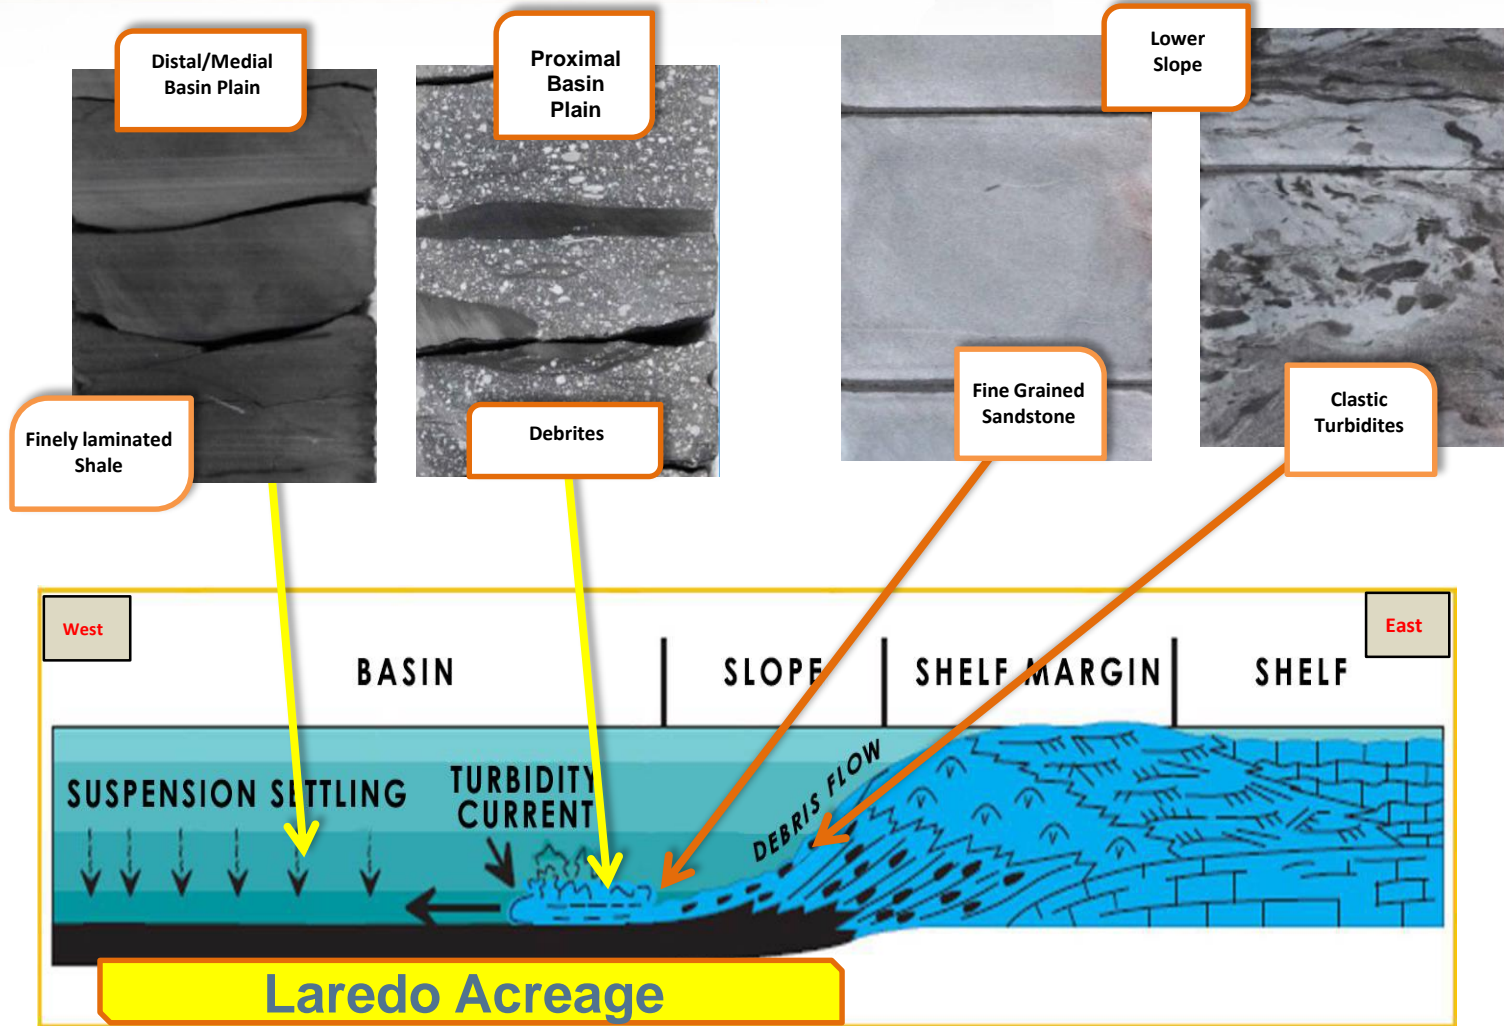 Distal/Medial
Basin Plain
Proximal
Basin
Plain
Lower
Slope
Finely laminated
Shale
Debrites
Fine Grained
Sandstone
Clastic
Turbidites
West
East
BASIN
SLOPE
SHELF MARGIN
SHELF
SUSPENSION SETTLING
TURBIDITY
CURRENT
DEBRIS FLOW
Laredo Acreage